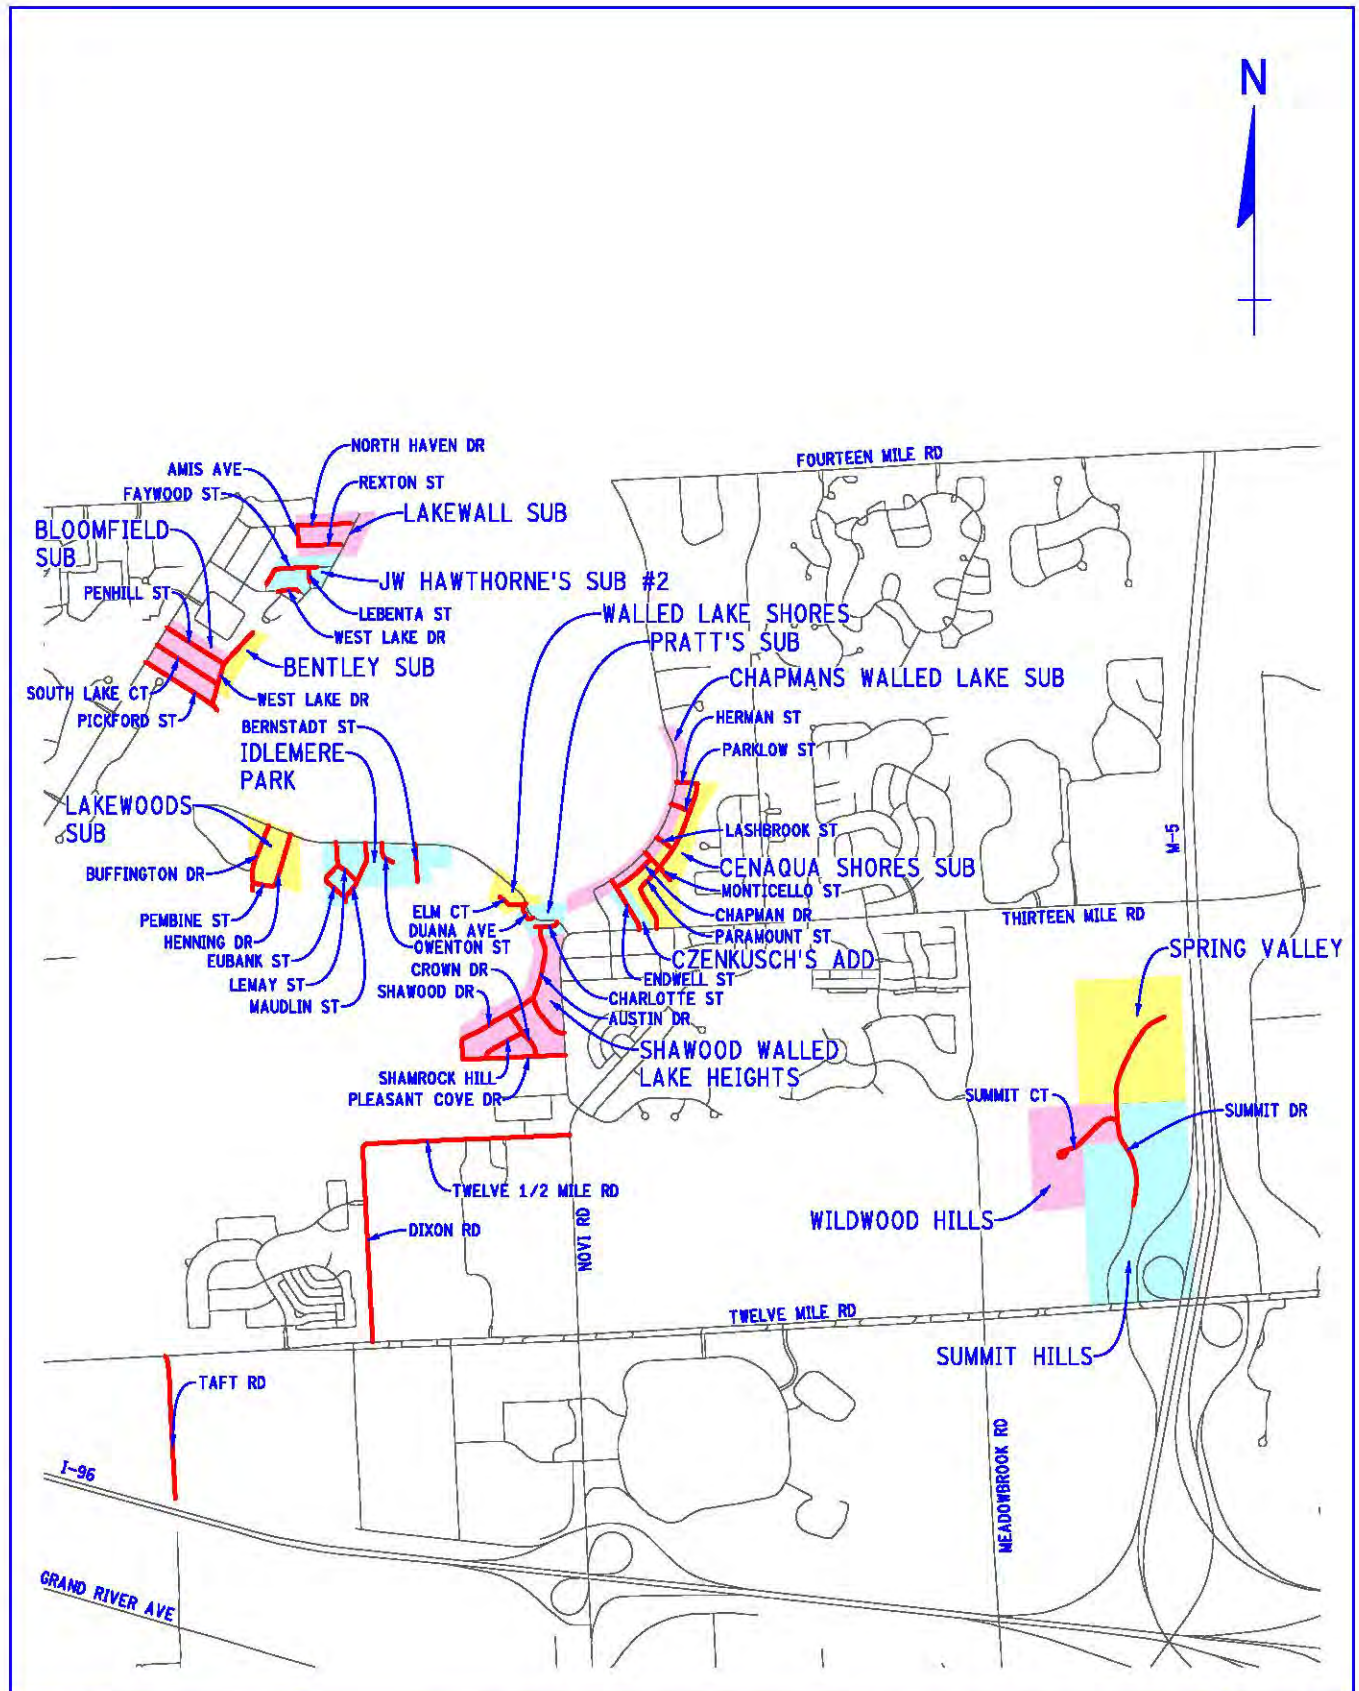 N
NORTH HAVEN DR
FOURTEEN MILE RD
AMIS AVE
REXTON ST
FAYWOOD ST
LAKEWALL SUB
BLOOMFIELD
SUB
JW HAWTHORNE'S SUB #2
PENHILL ST
LEBENTA ST
WALLED LAKE SHORES
WEST LAKE DR
PRATT'S SUB
BENTLEY SUB
CHAPMANS WALLED LAKE SUB
SOUTH LAKE CT
WEST LAKE DR
PICKFORD ST
HERMAN ST
BERNSTADT ST
IDLEMERE
PARK
PARKLOW ST
LAKEWOODS
SUB
LASHBROOK ST
M-5
CENAQUA SHORES SUB
BUFFINGTON DR
MONTICELLO ST
ELM CT
CHAPMAN DR
THIRTEEN MILE RD
PEMBINE ST
DUANA AVE
PARAMOUNT ST
HENNING DR
OWENTON ST
SPRING VALLEY
EUBANK ST
CZENKUSCH'S ADD
CROWN DR
ENDWELL ST
LEMAY ST
SHAWOOD DR
CHARLOTTE ST
MAUDLIN ST
AUSTIN DR
SHAWOOD WALLED
LAKE HEIGHTS
SHAMROCK HILL
PLEASANT COVE DR
SUMMIT CT
SUMMIT DR
TWELVE 1/2 MILE RD
WILDWOOD HILLS
DIXON RD
NOVI RD
TWELVE MILE RD
SUMMIT HILLS
TAFT RD
MEADOWBROOK RD
I-96
GRAND RIVER AVE